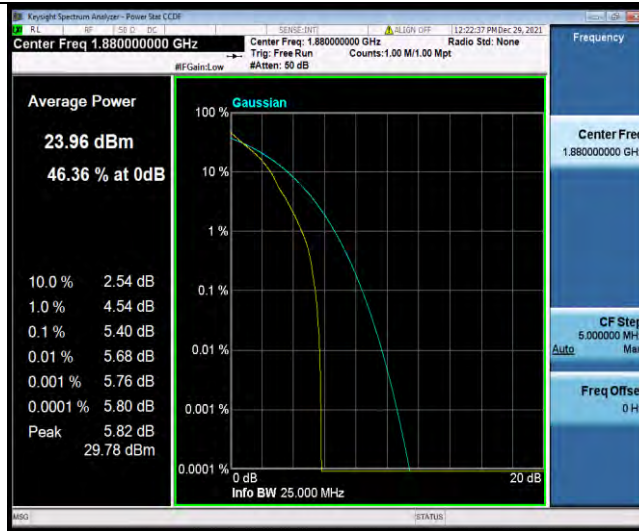 Keysight Spectrum Analyzer - Power Stat CCDF
RL RF 50 Ω DC SENSE:INT ALIGN OFF 12:22:37 PM Dec 29, 2021
Center Freq 1.880000000 GHz
Center Freq: 1.880000000 GHz Radio Std: None
Trig: Free Run Counts:1.00 M/1.00 Mpt
#IFGain:Low #Atten: 50 dB
Frequency
Average Power
23.96 dBm
46.36 % at 0dB
10.0 % 2.54 dB
1.0 % 4.54 dB
0.1 % 5.40 dB
0.01 % 5.68 dB
0.001 % 5.76 dB
0.0001 % 5.80 dB
Peak 5.82 dB
29.78 dBm
Gaussian
100 %
10 %
1 %
0.1 %
0.01 %
0.001 %
0.0001 %
0 dB 20 dB
Info BW 25.000 MHz
Center Fre
1.880000000 GH
CF Step
5.000000 MH
Auto Ma
Freq Offse
0 H
MSG STATUS